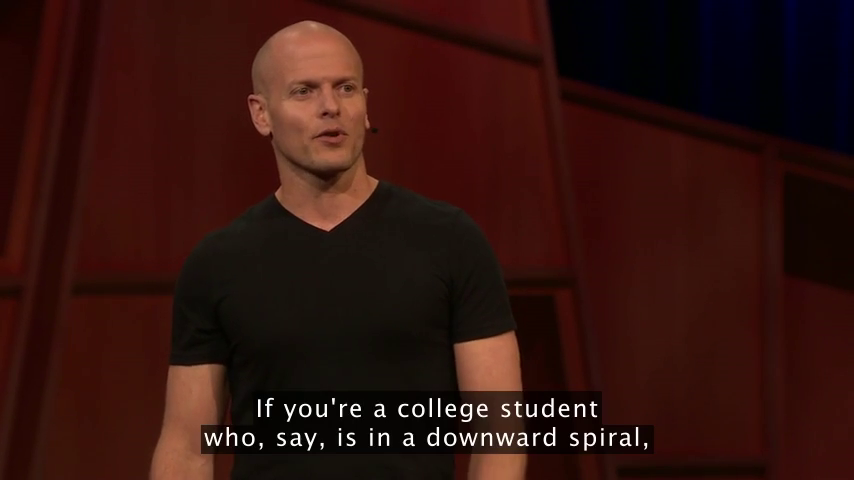 If you're a college student
who, say, is in a downward spiral,